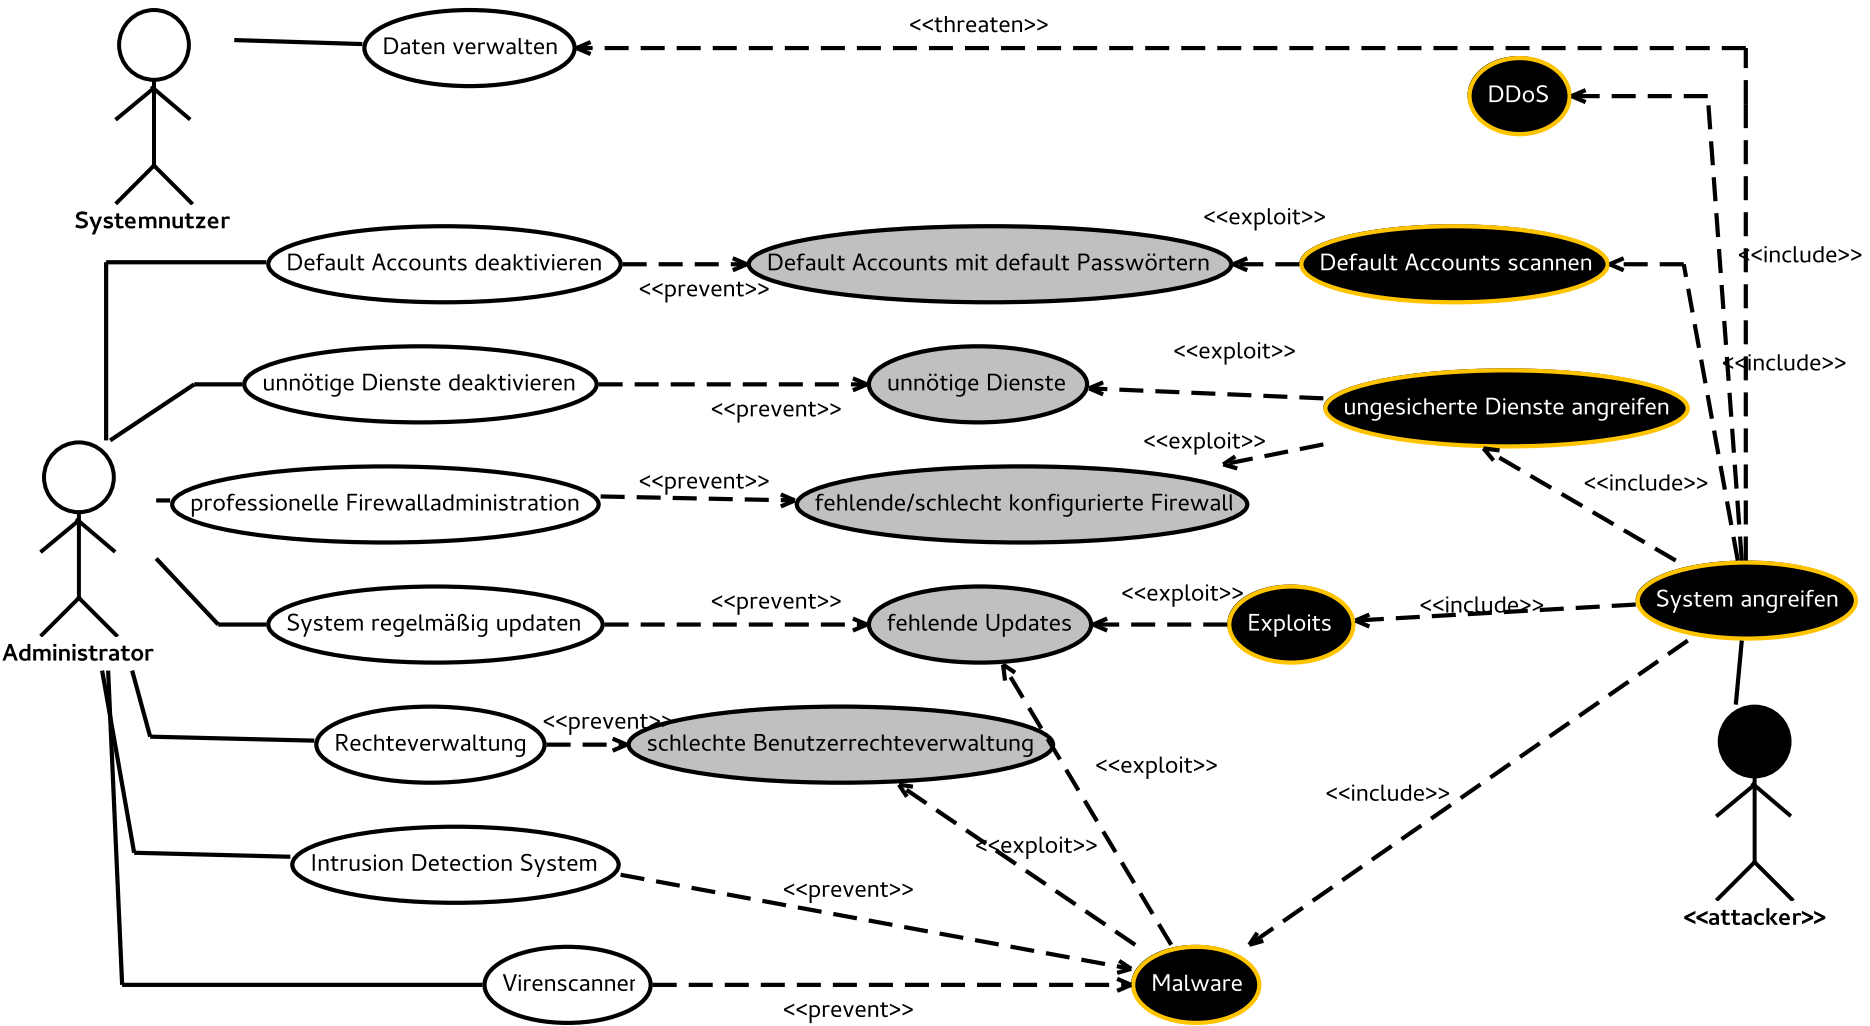 <<threaten>>
Daten verwalten
DDoS
Systemnutzer
<<exploit>>
<<include>>
Default Accounts deaktivieren
Default Accounts mit default Passwörtern
Default Accounts scannen
<<prevent>>
<<exploit>>
<<include>>
unnötige Dienste deaktivieren
unnötige Dienste
<<prevent>>
ungesicherte Dienste angreifen
<<exploit>>
<<prevent>>
<<include>>
professionelle Firewalladministration
fehlende/schlecht konfigurierte Firewall
<<prevent>>
<<exploit>>
<<include>>
System angreifen
System regelmäßig updaten
fehlende Updates
Exploits
Administrator
<<prevent>>
Rechteverwaltung
schlechte Benutzerrechteverwaltung
<<exploit>>
<<include>>
<<exploit>>
Intrusion Detection System
<<prevent>>
<<attacker>>
Virenscanner
Malware
<<prevent>>